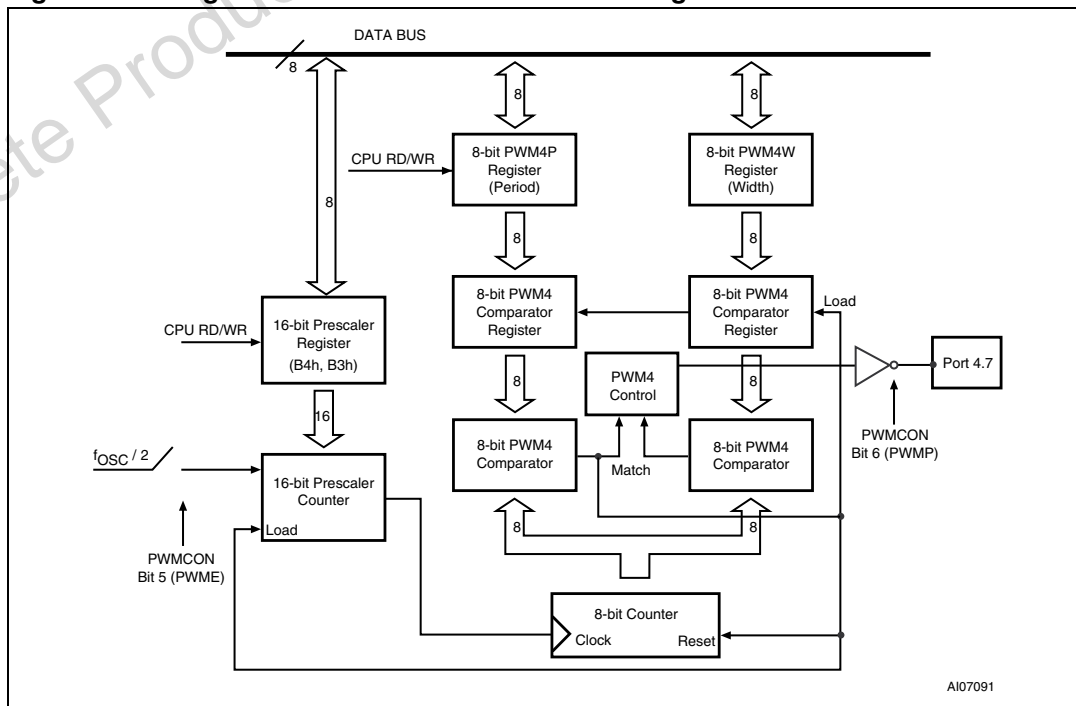 ete Produc
DATA BUS
8
8
8
CPU RD/WR
8-bit PWM4P
Register
(Period)
8-bit PWM4W
Register
(Width)
8
8
8
CPU RD/WR
16-bit Prescaler
Register
(B4h, B3h)
8-bit PWM4
Comparator
Register
8-bit PWM4
Comparator
Register
Load
8
PWM4
Control
8
Port 4.7
16
PWMCON
Bit 6 (PWMP)
fOSC / 2
16-bit Prescaler
Counter
Load
8-bit PWM4
Comparator
Match
8-bit PWM4
Comparator
8
8
PWMCON
Bit 5 (PWME)
8-bit Counter
Clock
Reset
AI07091